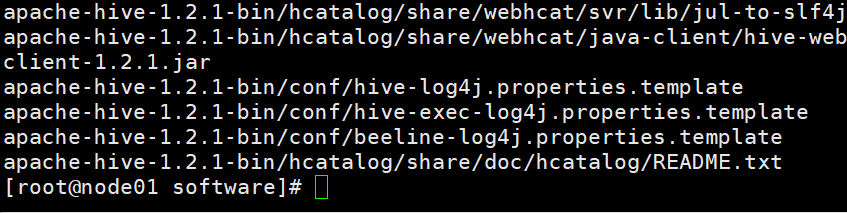 apache-hive-1.2.1-bin/hcatalog/share/webhcat/svr/lib/jul-to-slf4j
apache-hive-1.2.1-bin/hcatalog/share/webhcat/java-client/hive-web
client-1.2.1.jar
apache-hive-1.2.1-bin/conf/hive-log4j.properties.template
apache-hive-1.2.1-bin/conf/hive-exec-log4j.properties.template
apache-hive-1.2.1-bin/conf/beeline-log4j.properties.template
apache-hive-1.2.1-bin/hcatalog/share/doc/hcatalog/README.txt
[root@node01 software]#